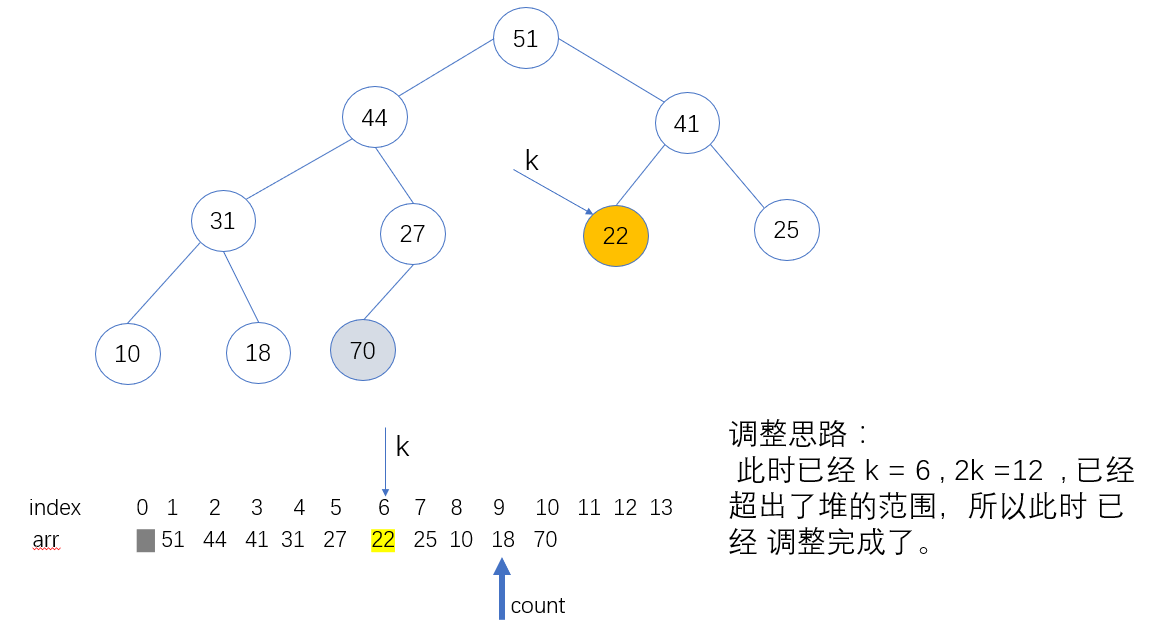 51
44
41
k
31
27
22
25
10
18
70
k
index 0 1 2 3 4 5 6 7 8 9 10 11 12 13
arr 51 44 41 31 27 22 25 10 18 70
count
调整思路：
此时已经 k = 6 , 2k =12 , 已经
超出了堆的范围，所以此时 已
经 调整完成了。